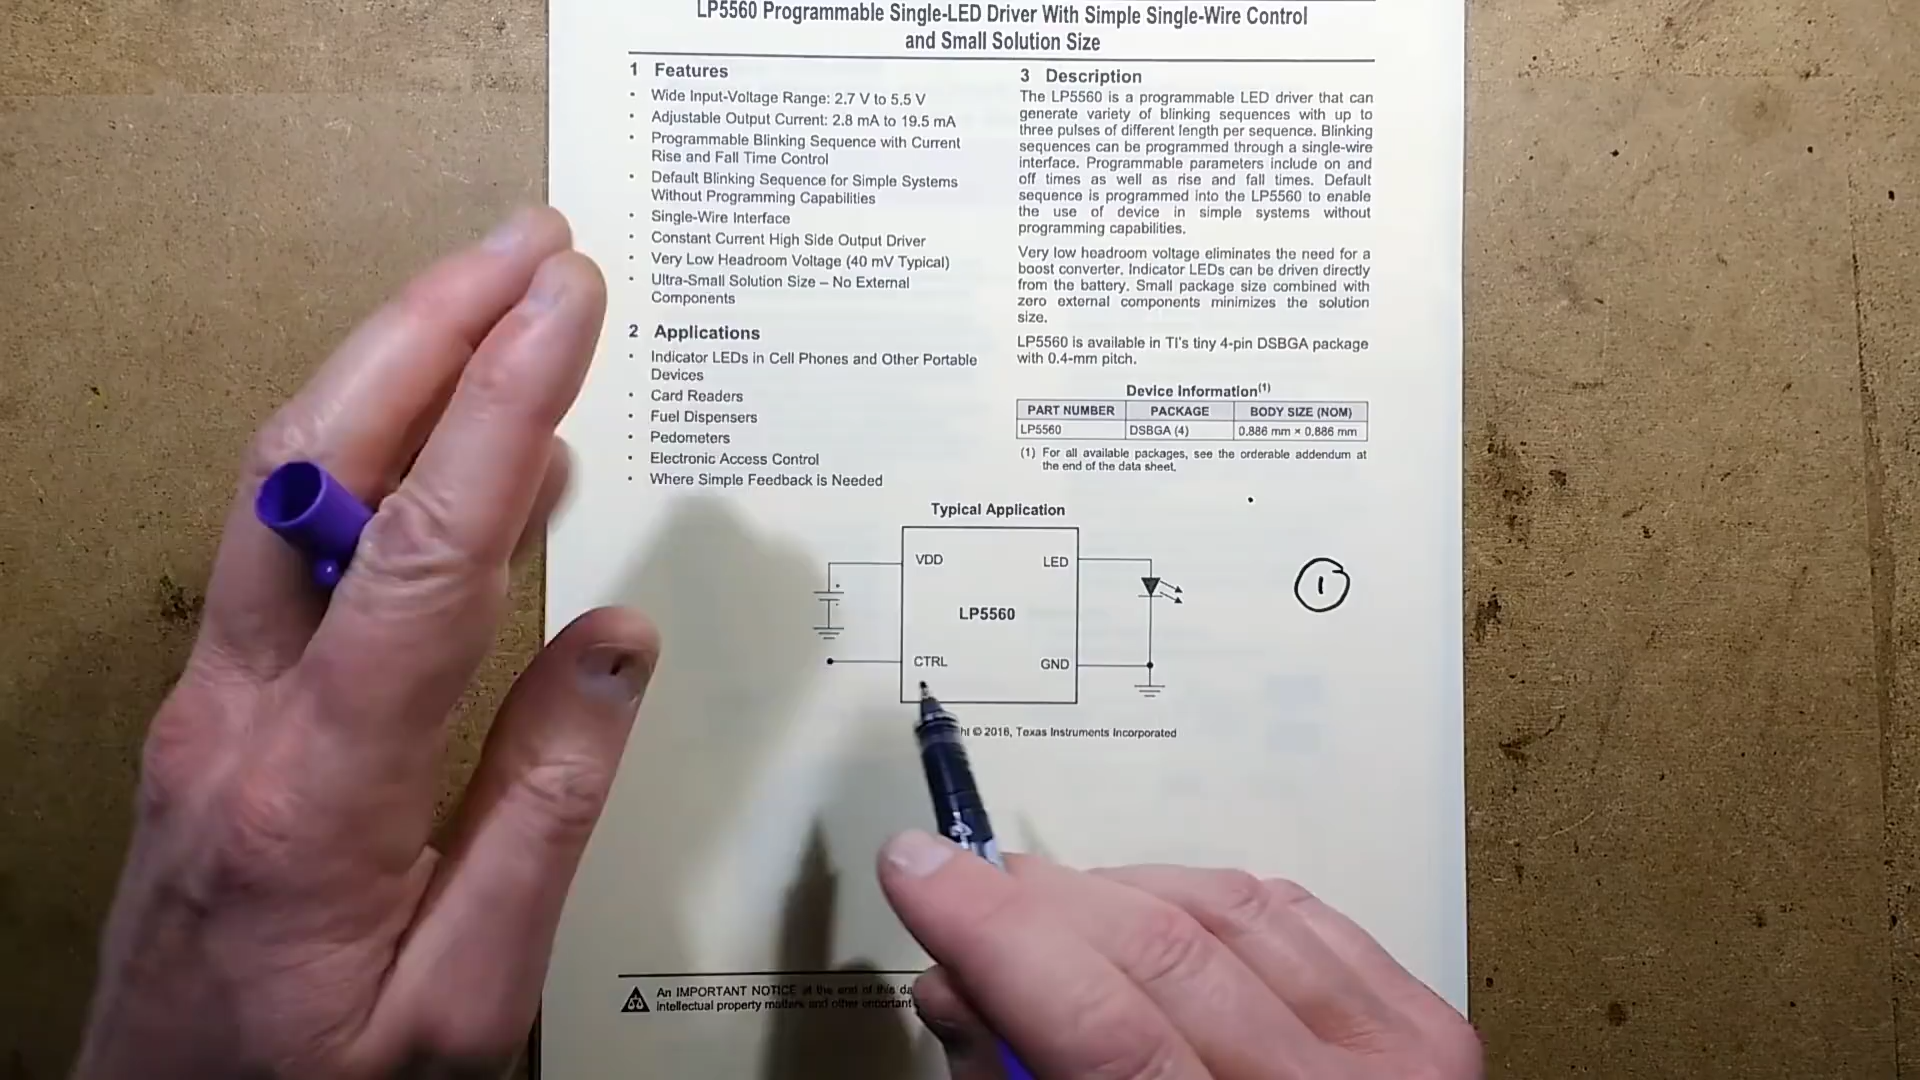 LP5560 Programmable Single-LED Driver With Simple Single-Wire Control
and Small Solution Size
1 Features
• Wide Input-Voltage Range: 2.7 V to 5.5 V
• Adjustable Output Current: 2.8 mA to 19.5 mA
• Programmable Blinking Sequence with Current
Rise and Fall Time Control
• Default Blinking Sequence for Simple Systems
Without Programming Capabilities
• Single-Wire Interface
• Constant Current High Side Output Driver
• Very Low Headroom Voltage (40 mV Typical)
• Ultra-Small Solution Size – No External
Components
2 Applications
• Indicator LEDs in Cell Phones and Other Portable
Devices
• Card Readers
• Fuel Dispensers
• Pedometers
• Electronic Access Control
• Where Simple Feedback is Needed
3 Description
The LP5560 is a programmable LED driver that can
generate variety of blinking sequences with up to
three pulses of different length per sequence. Blinking
sequences can be programmed through a single-wire
interface. Programmable parameters include on and
off times as well as rise and fall times. Default
sequence is programmed into the LP5560 to enable
the use of device in simple systems without
programming capabilities.
Very low headroom voltage eliminates the need for a
boost converter. Indicator LEDs can be driven directly
from the battery. Small package size combined with
zero external components minimizes the solution
size.
LP5560 is available in TI's tiny 4-pin DSBGA package
with 0.4-mm pitch.
Device Information(1)
PART NUMBER PACKAGE BODY SIZE (NOM)
LP5560 DSBGA (4) 0.886 mm × 0.886 mm
(1) For all available packages, see the orderable addendum at
the end of the data sheet.
Typical Application
VDD LED
LP5560
CTRL GND
1
ht © 2016, Texas Instruments Incorporated
An IMPORTANT NOTICE at the end of this da
intellectual property matters and other important